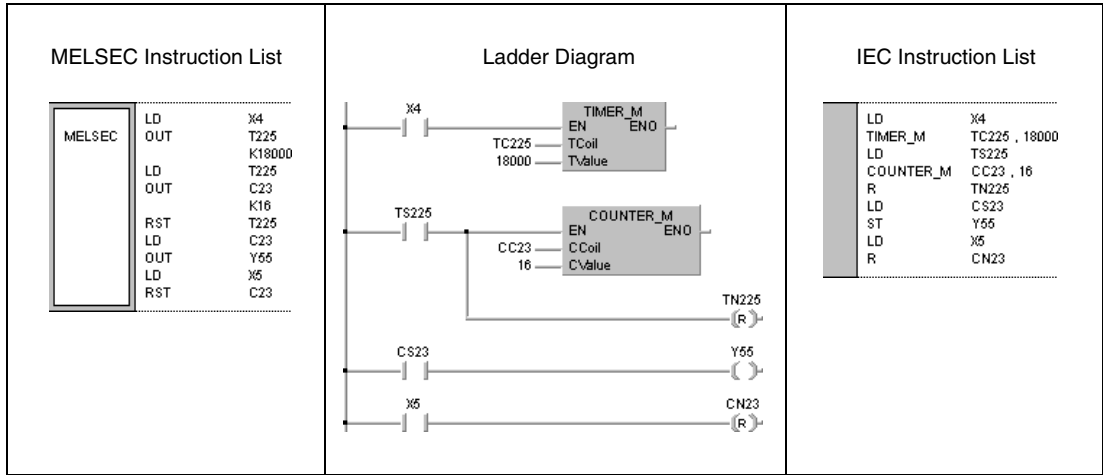 MELSEC Instruction List
MELSEC
LD X4
OUT T225
K18000
LD T225
OUT C23
K16
RST T225
LD C23
OUT Y55
LD X5
RST C23
Ladder Diagram
X4
TIMER_M
EN ENO
TC225 TCoil
18000 TValue
TS225
COUNTER_M
EN ENO
CC23 CCoil
16 CValue
TN225
R
CS23 Y55
X5 CN23
R
IEC Instruction List
LD X4
TIMER_M TC225 , 18000
LD TS225
COUNTER_M CC23 , 16
R TN225
LD CS23
ST Y55
LD X5
R CN23